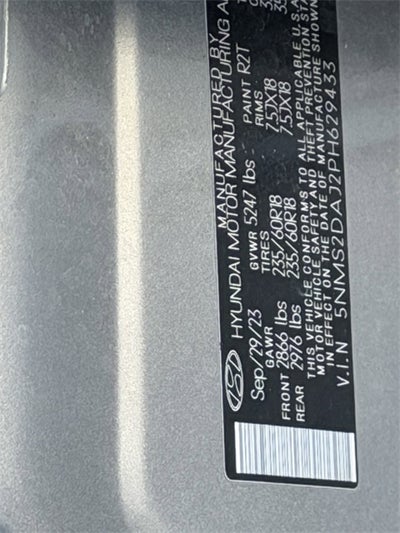 MANUFACTURED BY
HYUNDAI MOTOR MANUFACTURING
Sep/29/23 GVWR 5247 lbs PAINT R2T
GAWR TIRES RIMS
FRONT 2866 lbs 235/60R18 7.5JX18
REAR 2976 lbs 235/60R18 7.5JX18
THIS VEHICLE CONFORMS TO ALL APPLICABLE U.S.A
MOTOR VEHICLE SAFETY AND THEFT PREVENTION
IN EFFECT ON THE DATE OF MANUFACTURE SHOWN
V.I.N 5NMS2DAJ2PH629433